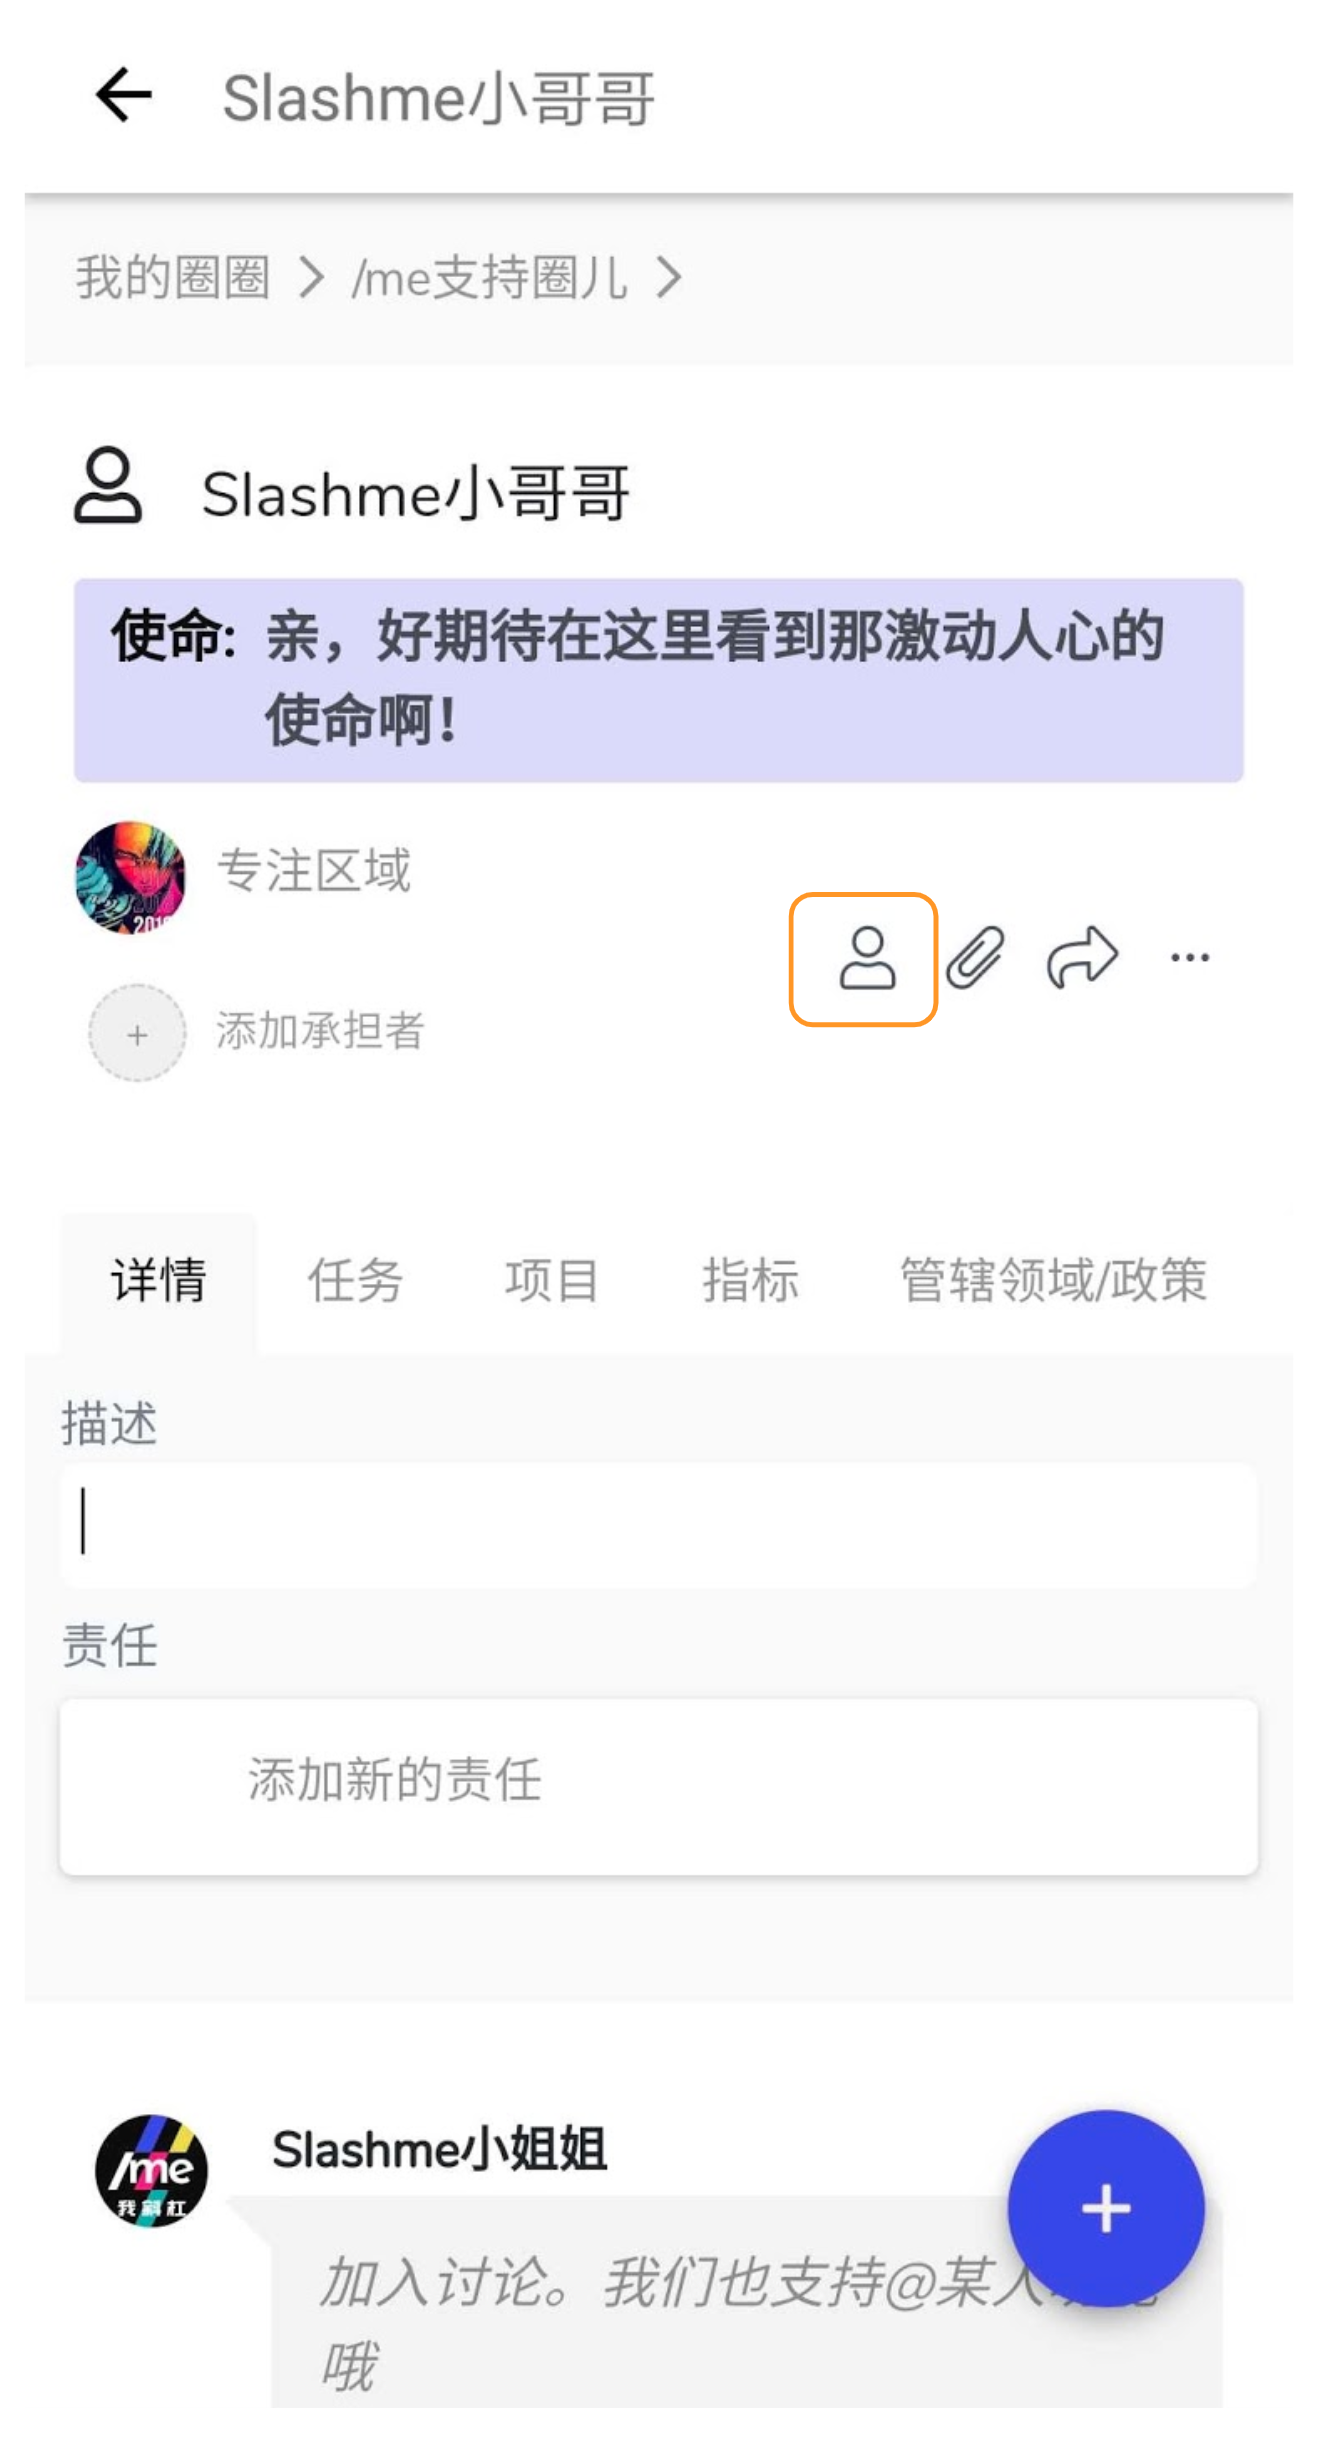 Slashme小哥哥
我的圈圈 > /me支持圈儿 >
Slashme小哥哥
使命: 亲，好期待在这里看到那激动人心的
使命啊！
2019
专注区域
+ 添加承担者
详情 任务 项目 指标 管辖领域/政策
描述
责任
添加新的责任
/me
我斜杠
Slashme小姐姐
加入讨论。我们也支持@某人
哦